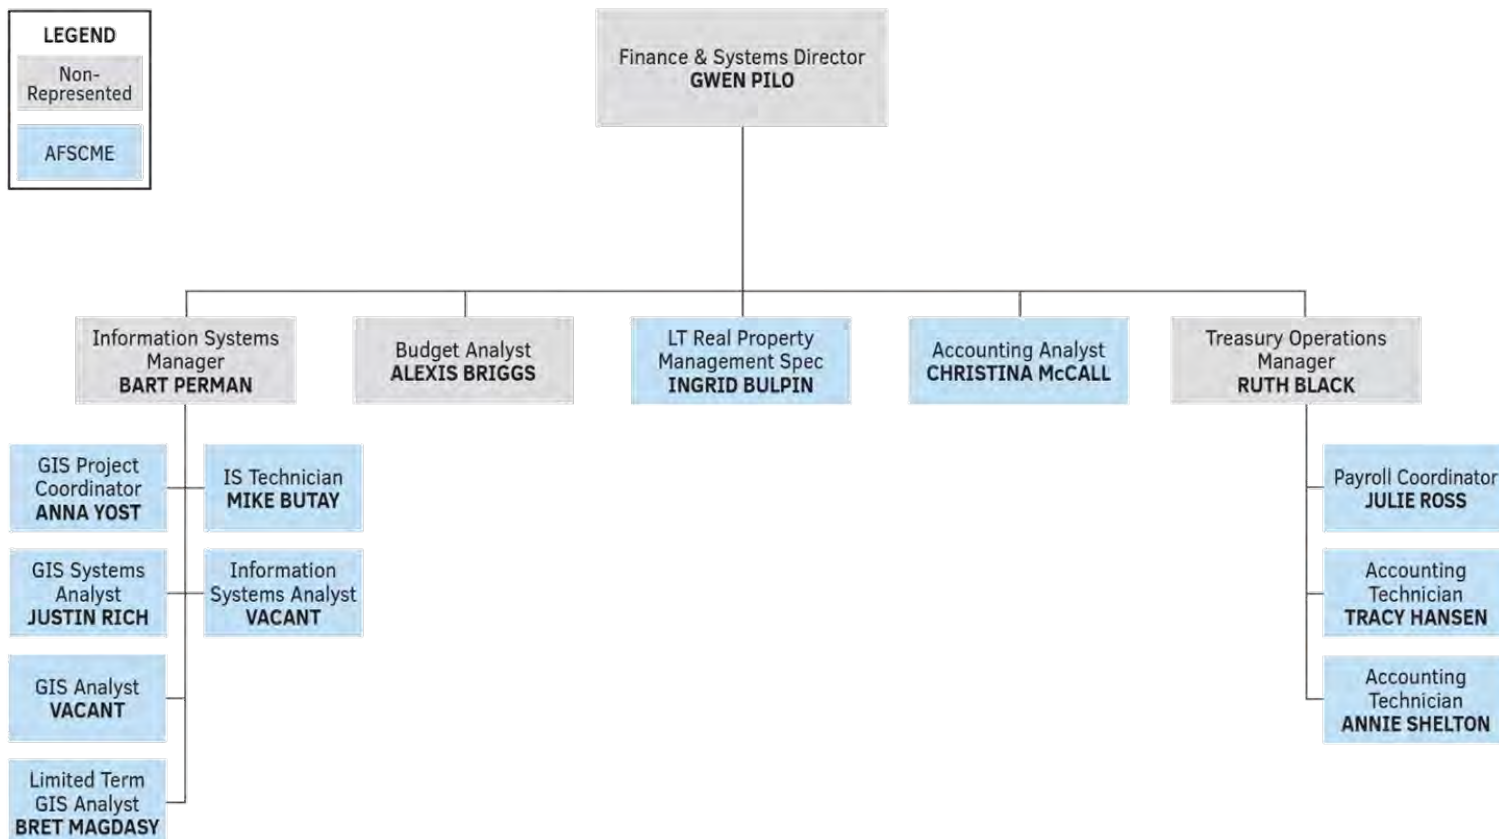 LEGEND
Non-
Represented
AFSCME
Finance & Systems Director
GWEN PILO
Information Systems
Manager
BART PERMAN
Budget Analyst
ALEXIS BRIGGS
LT Real Property
Management Spec
INGRID BULPIN
Accounting Analyst
CHRISTINA McCALL
Treasury Operations
Manager
RUTH BLACK
GIS Project
Coordinator
ANNA YOST
IS Technician
MIKE BUTAY
GIS Systems
Analyst
JUSTIN RICH
Information
Systems Analyst
VACANT
GIS Analyst
VACANT
Limited Term
GIS Analyst
BRET MAGDASY
Payroll Coordinator
JULIE ROSS
Accounting
Technician
TRACY HANSEN
Accounting
Technician
ANNIE SHELTON